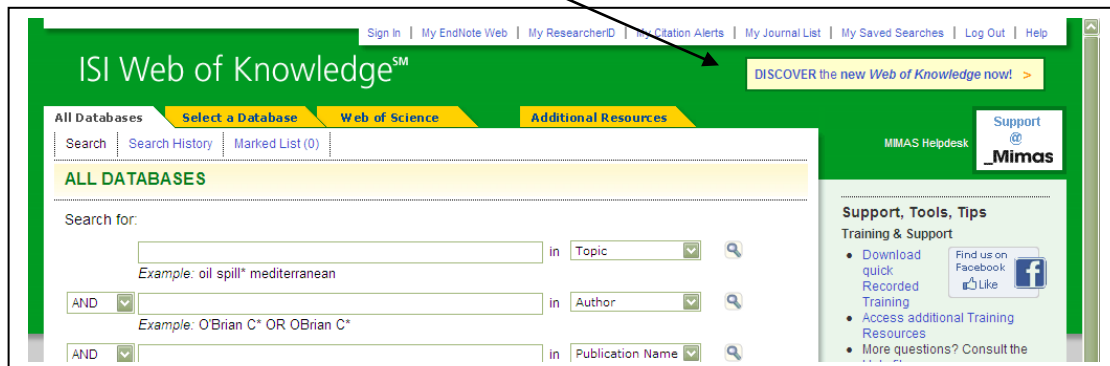 Sign In | My EndNote Web | My ResearcherID | My Citation Alerts | My Journal List | My Saved Searches | Log Out | Help
ISI Web of Knowledge℠
DISCOVER the new Web of Knowledge now! >
All Databases Select a Database Web of Science Additional Resources
Search Search History Marked List (0)
MIMAS Helpdesk
Support
@
_Mimas
ALL DATABASES
Search for:
in Topic
Example: oil spill* mediterranean
AND in Author
Example: O'Brian C* OR OBrian C*
AND in Publication Name
Support, Tools, Tips
Training & Support
• Download quick Recorded Training
Find us on
Facebook
Like
• Access additional Training Resources
• More questions? Consult the